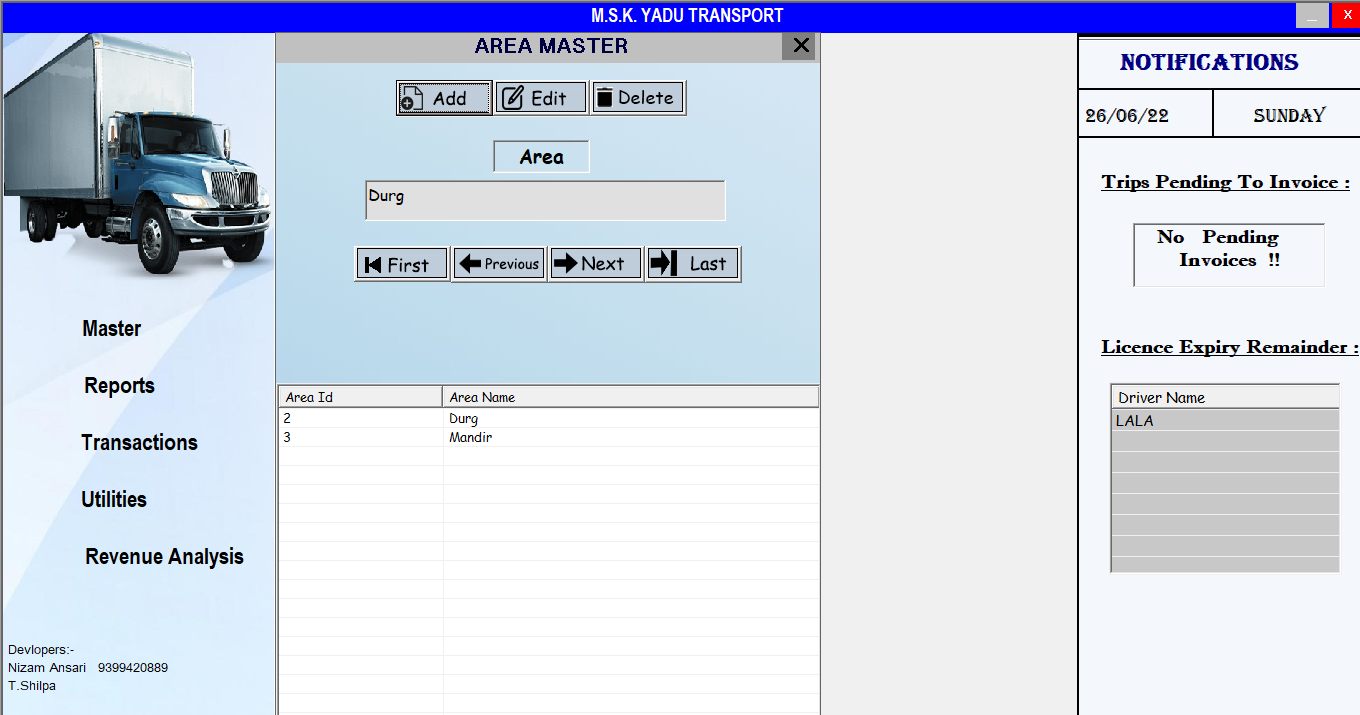 M.S.K. YADU TRANSPORT
_ X
AREA MASTER
X
Add Edit Delete
Area
Durg
First Previous Next Last
Area Id Area Name
2 Durg
3 Mandir
Master
Reports
Transactions
Utilities
Revenue Analysis
Devlopers:-
Nizam Ansari 9399420889
T.Shilpa
NOTIFICATIONS
26/06/22 SUNDAY
Trips Pending To Invoice :
No Pending
Invoices !!
Licence Expiry Remainder :
Driver Name
LALA